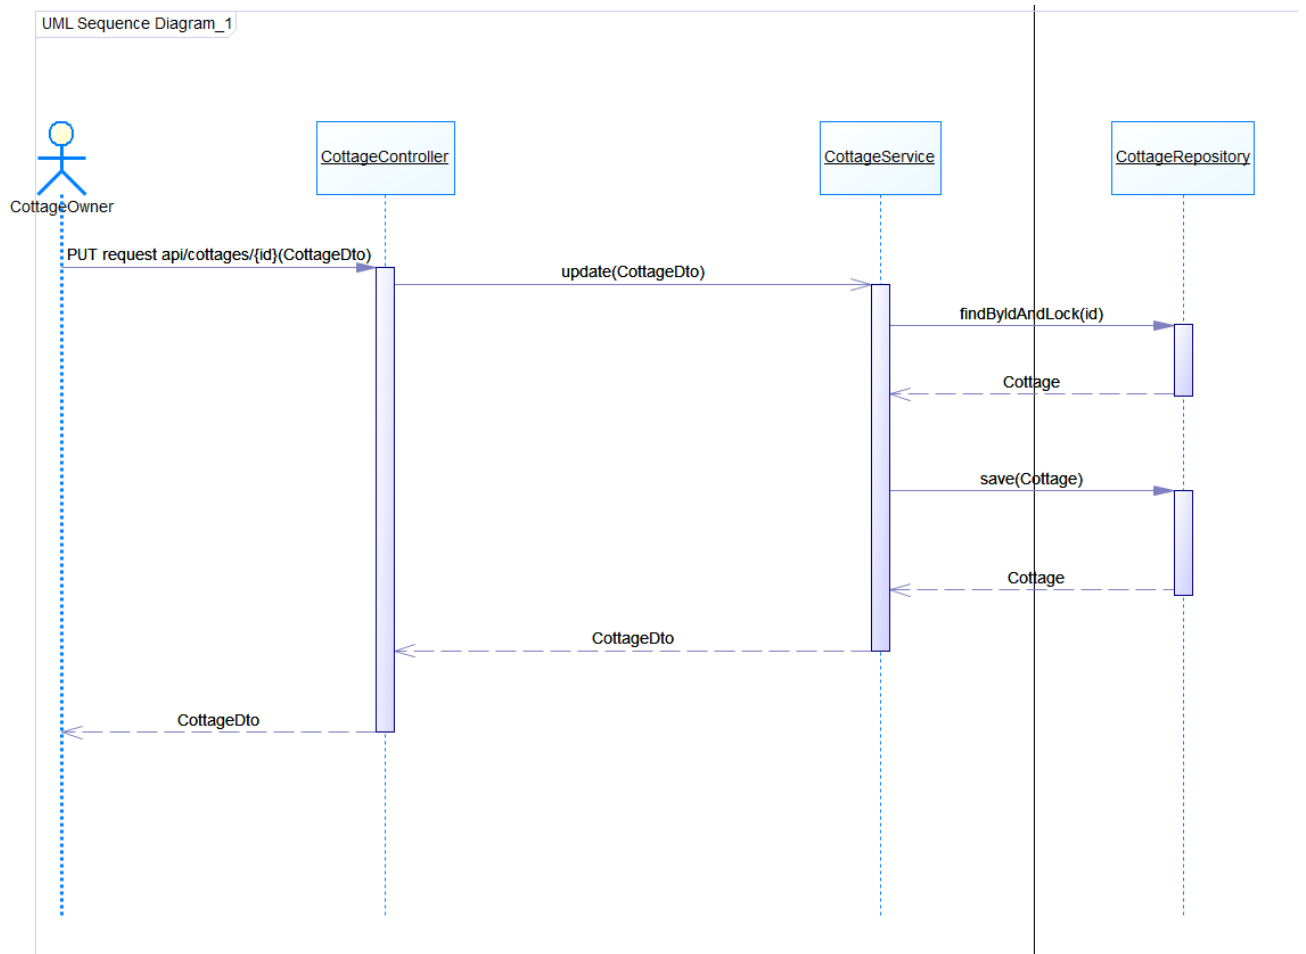 UML Sequence Diagram_1
CottageOwner
CottageController
CottageService
CottageRepository
PUT request api/cottages/{id}(CottageDto)
update(CottageDto)
findByIdAndLock(id)
Cottage
save(Cottage)
Cottage
CottageDto
CottageDto